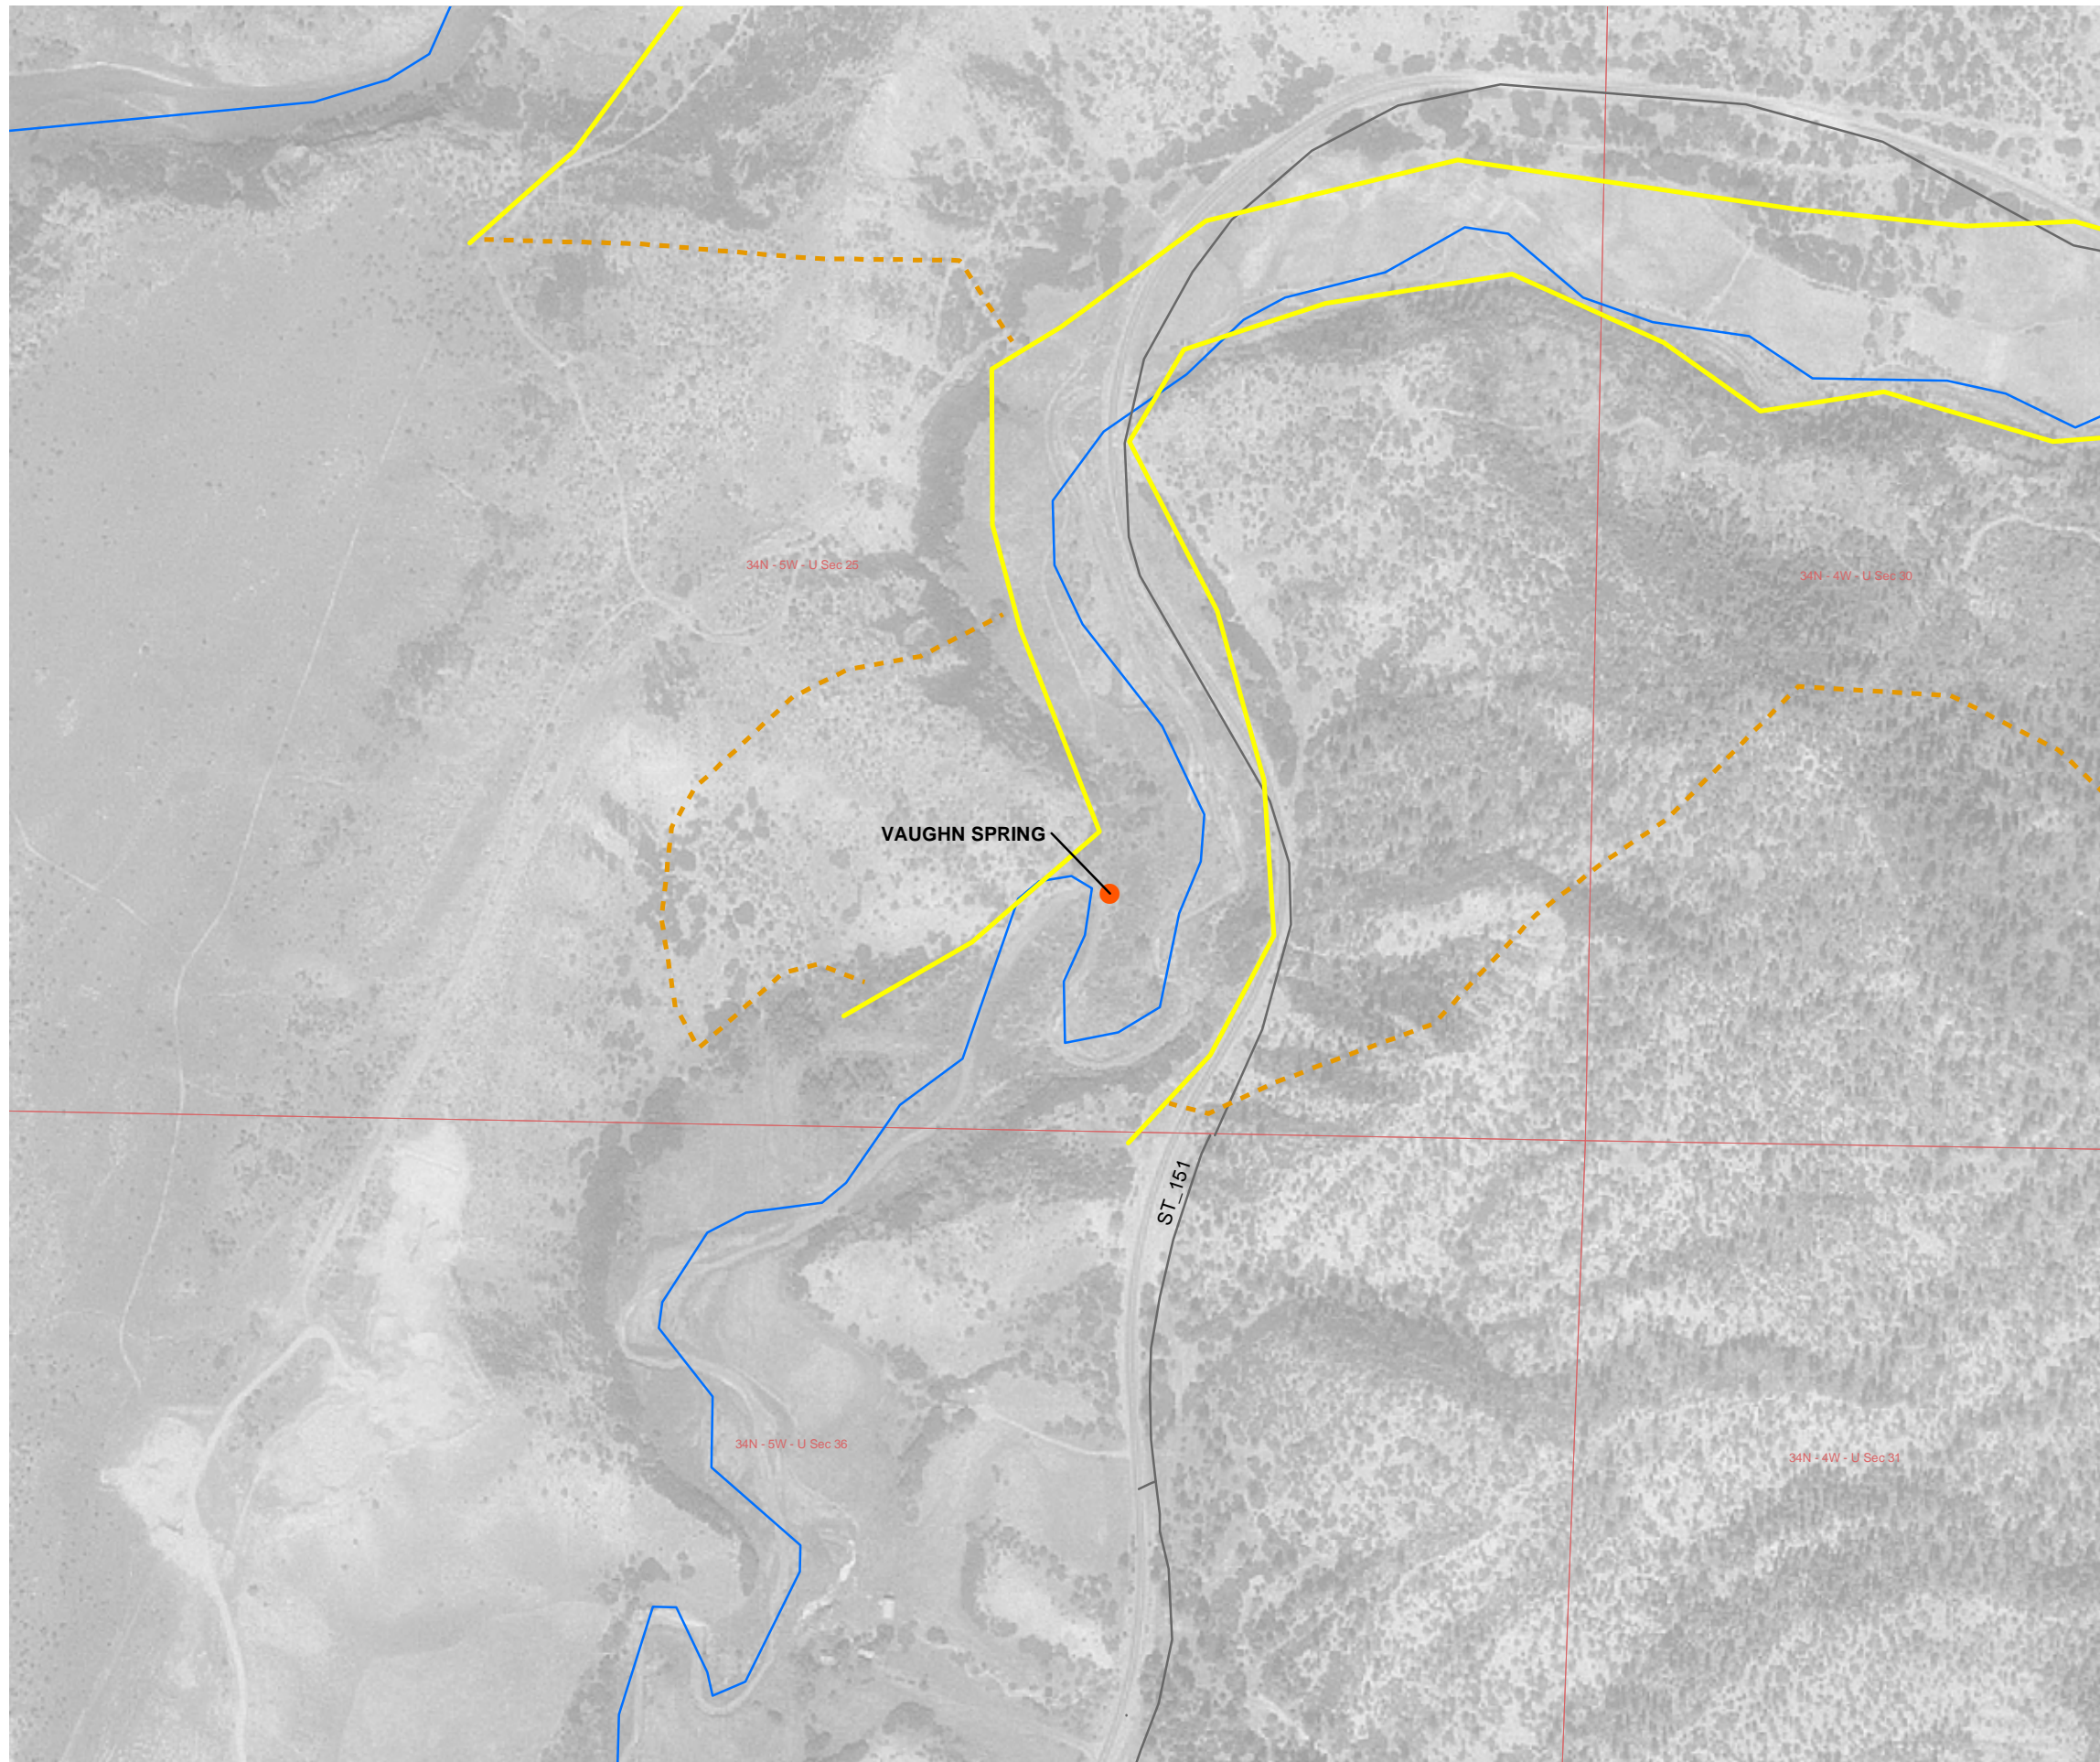 34N - 5W - U Sec 25
34N - 4W - U Sec 30
VAUGHN SPRING
ST_151
34N - 5W - U Sec 36
34N - 4W - U Sec 31